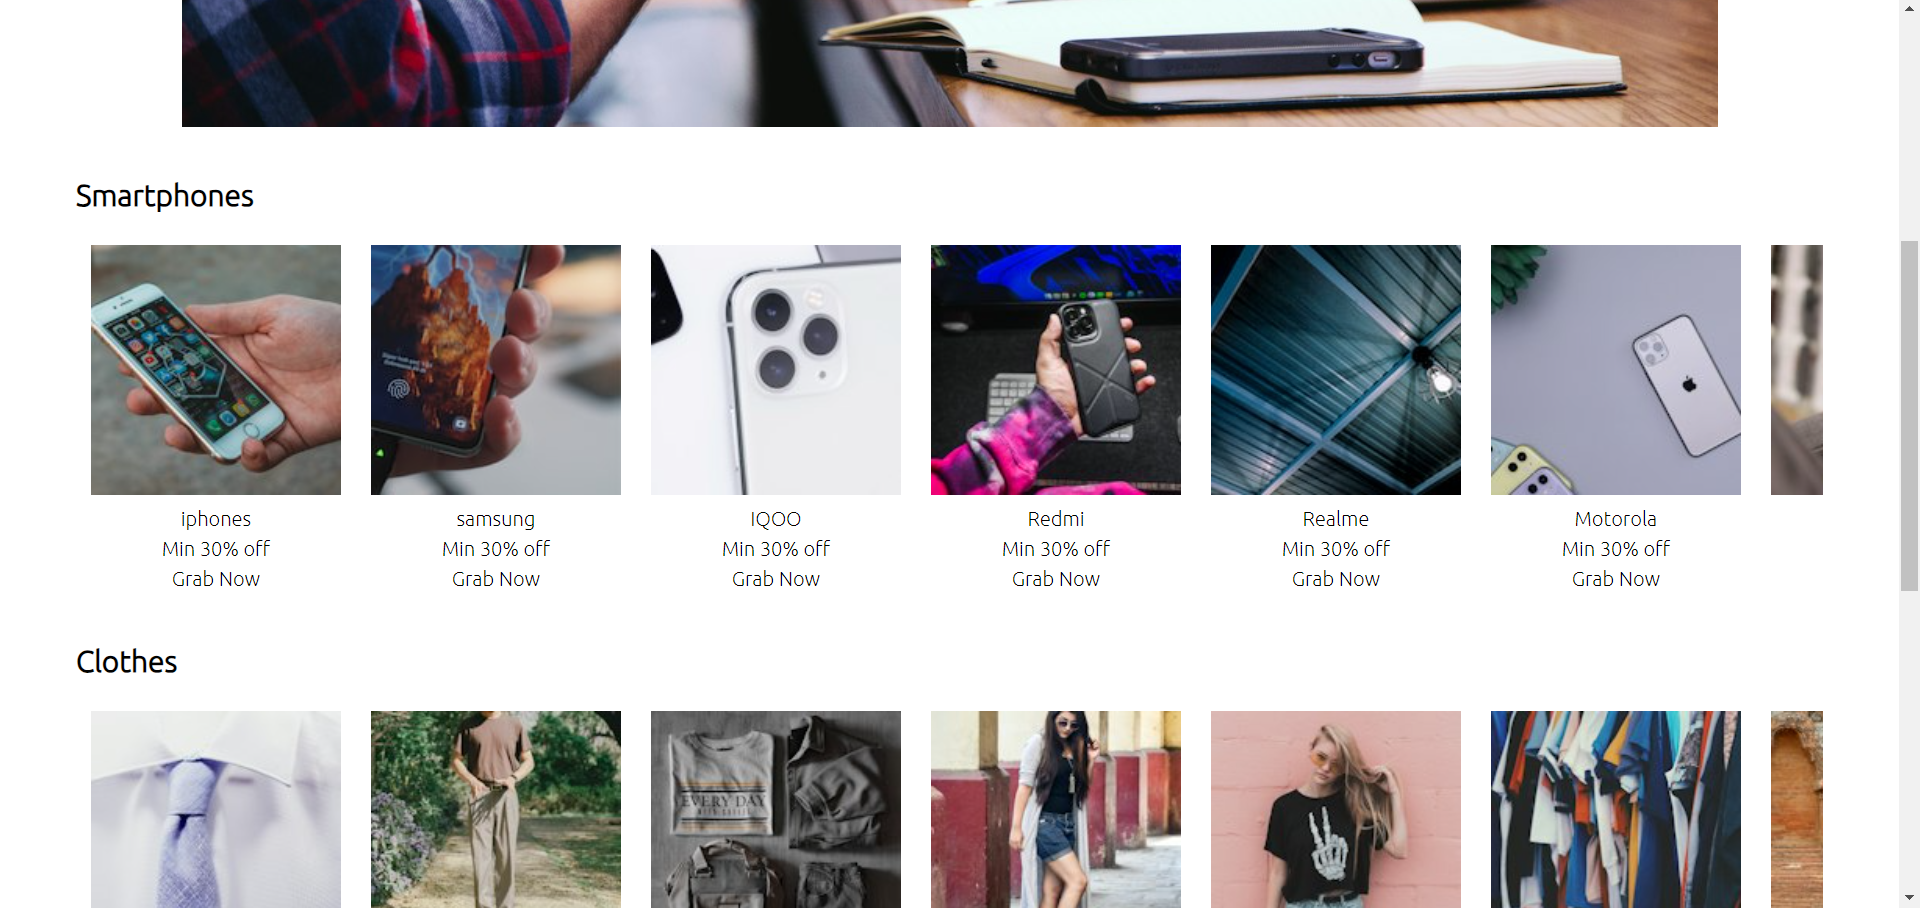 Smartphones
iphones
Min 30% off
Grab Now
samsung
Min 30% off
Grab Now
IQOO
Min 30% off
Grab Now
Redmi
Min 30% off
Grab Now
Realme
Min 30% off
Grab Now
Motorola
Min 30% off
Grab Now
Clothes
EVERY DAY